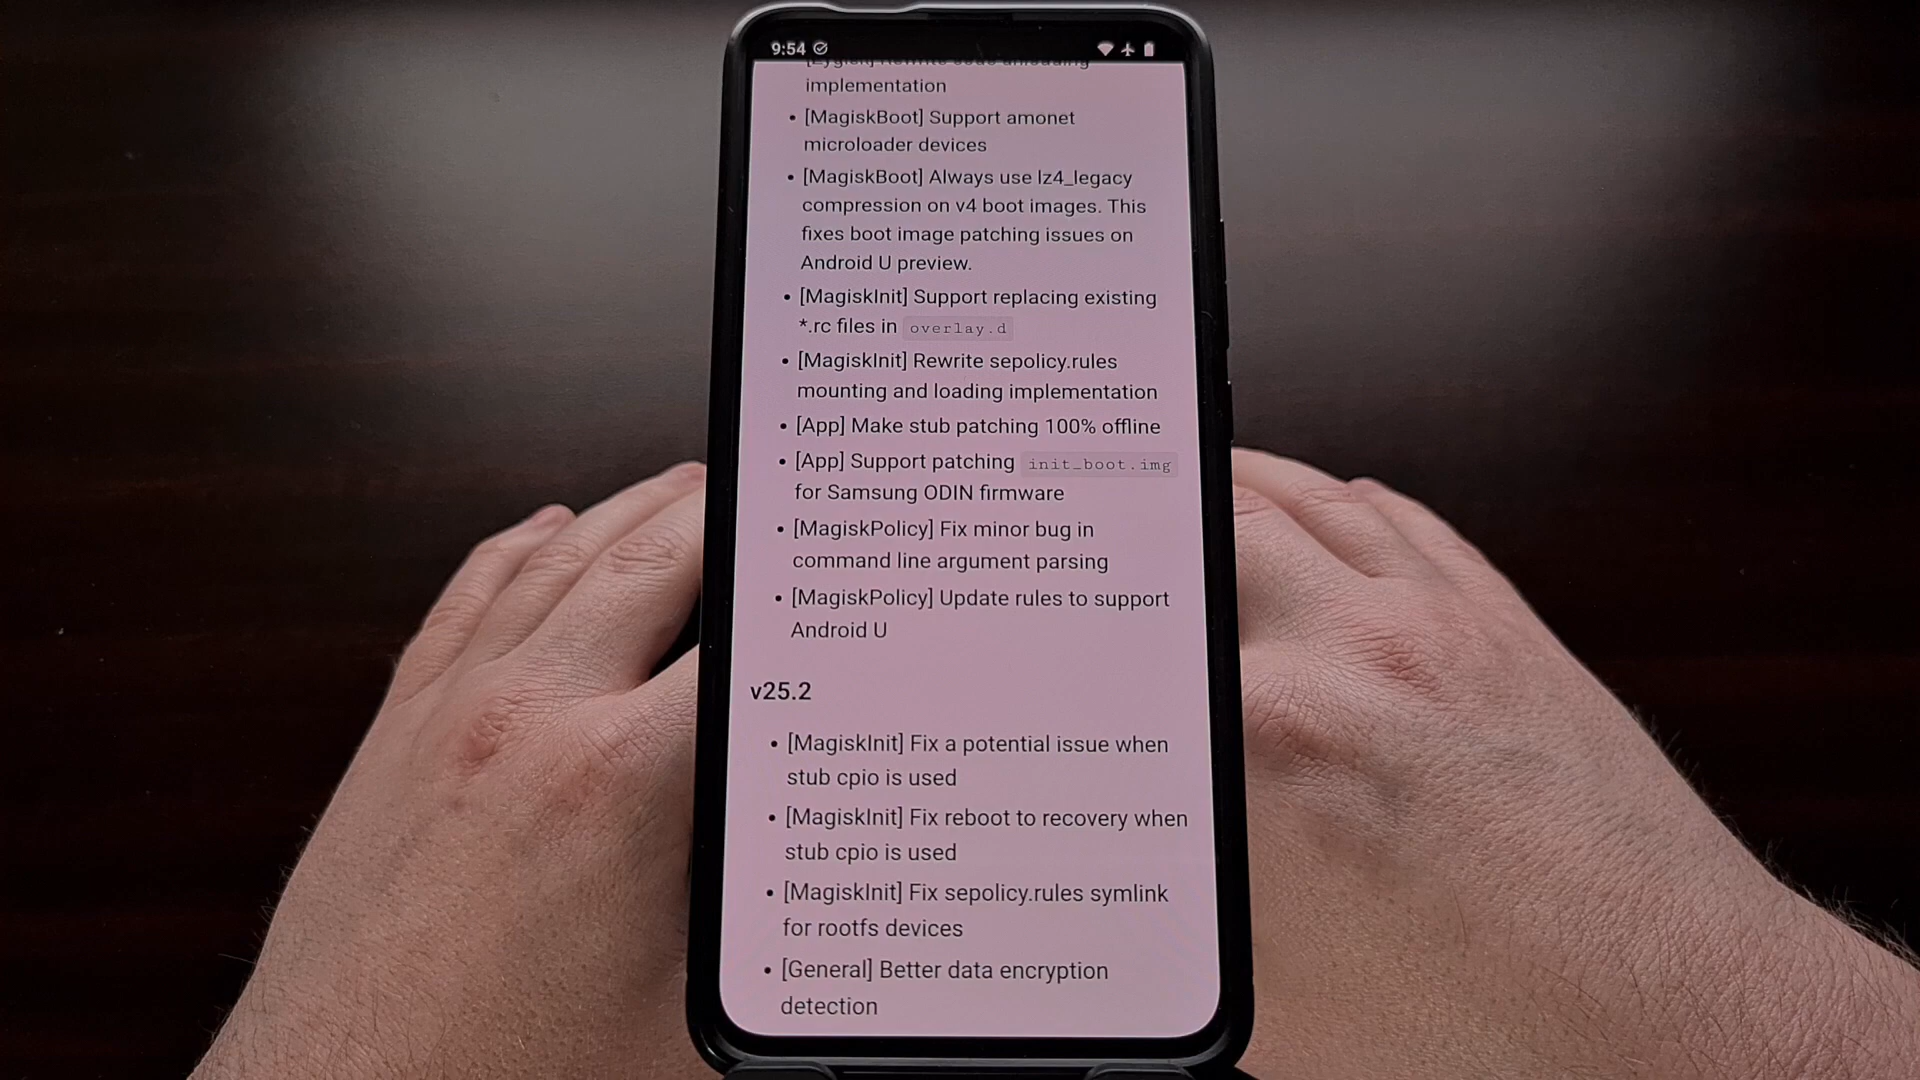 9:54
implementation
• [MagiskBoot] Support amonet
microloader devices
• [MagiskBoot] Always use lz4_legacy
compression on v4 boot images. This
fixes boot image patching issues on
Android U preview.
• [MagiskInit] Support replacing existing
*.rc files in overlay.d
• [MagiskInit] Rewrite sepolicy.rules
mounting and loading implementation
• [App] Make stub patching 100% offline
• [App] Support patching init_boot.img
for Samsung ODIN firmware
• [MagiskPolicy] Fix minor bug in
command line argument parsing
• [MagiskPolicy] Update rules to support
Android U
v25.2
• [MagiskInit] Fix a potential issue when
stub cpio is used
• [MagiskInit] Fix reboot to recovery when
stub cpio is used
• [MagiskInit] Fix sepolicy.rules symlink
for rootfs devices
• [General] Better data encryption
detection